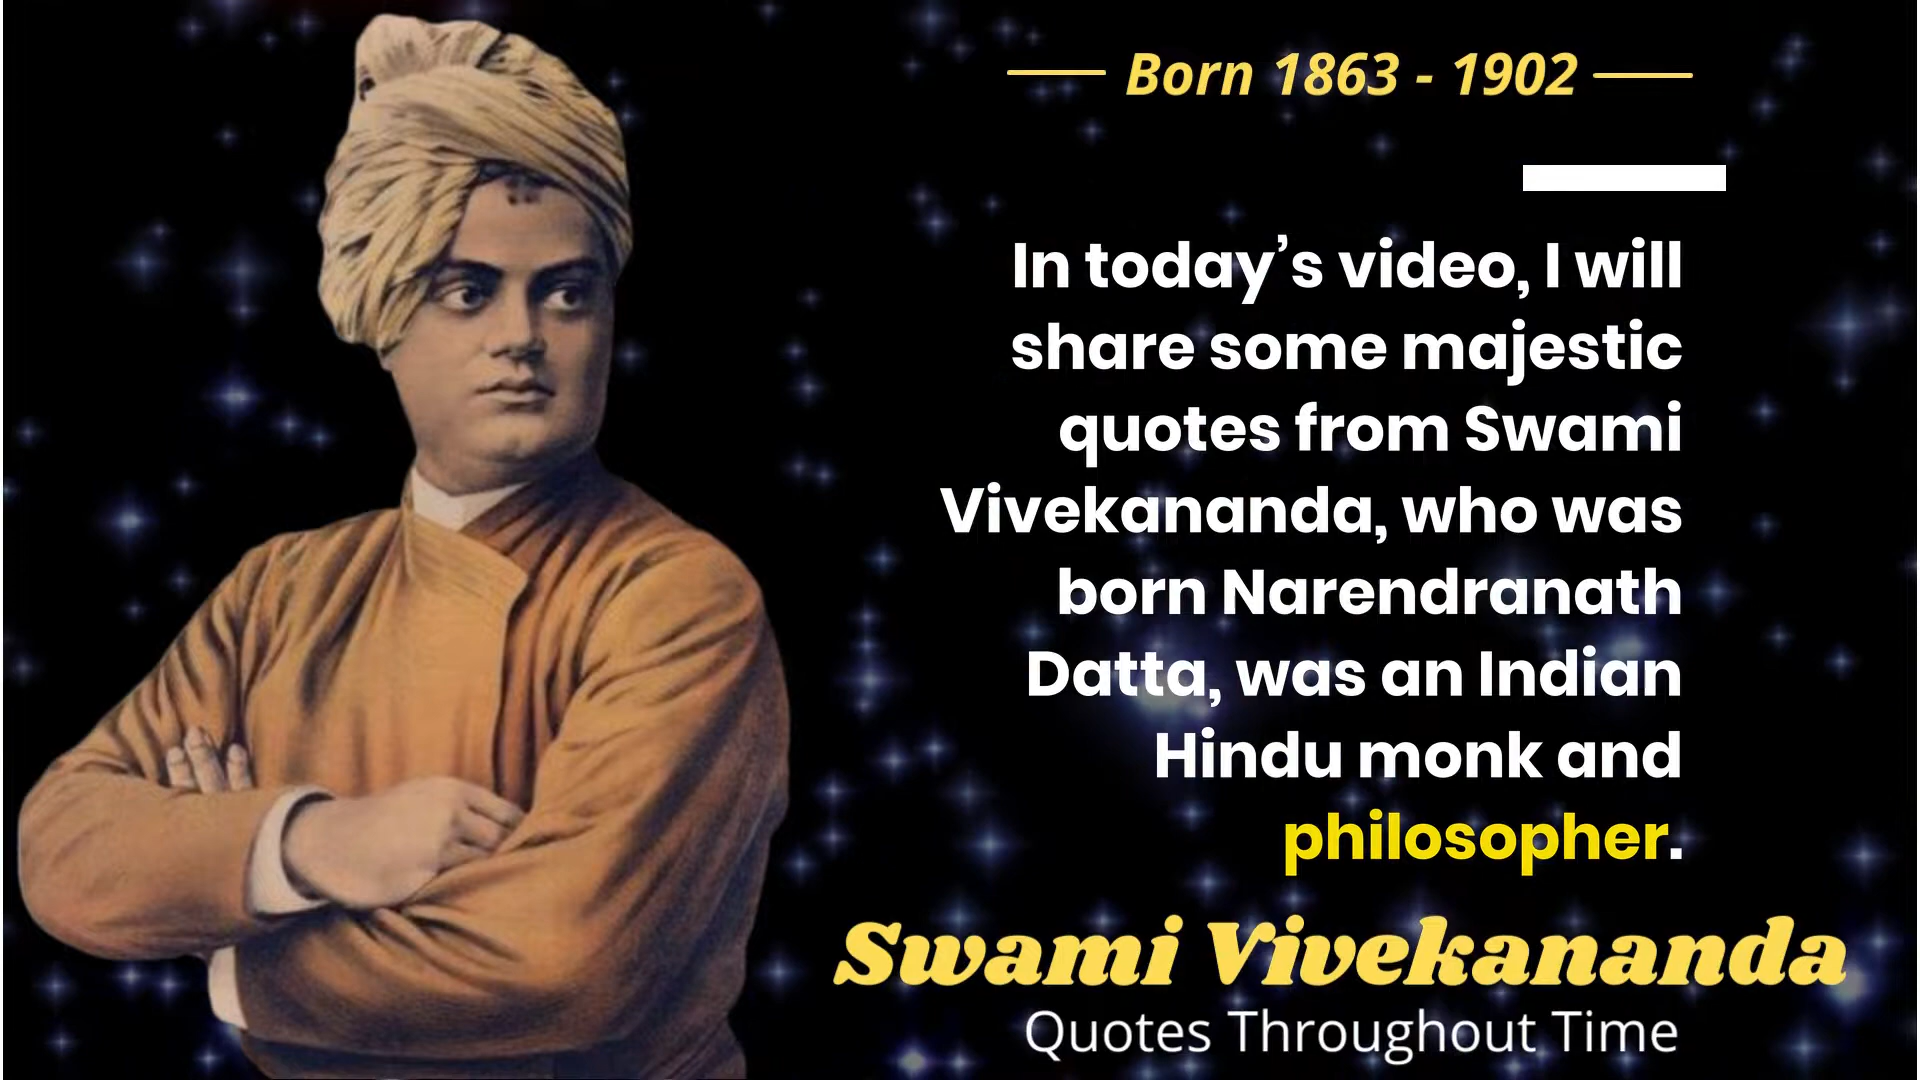 Born 1863 - 1902
In today’s video, I will
share some majestic
quotes from Swami
Vivekananda, who was
born Narendranath
Datta, was an Indian
Hindu monk and
philosopher.
Swami Vivekananda
Quotes Throughout Time